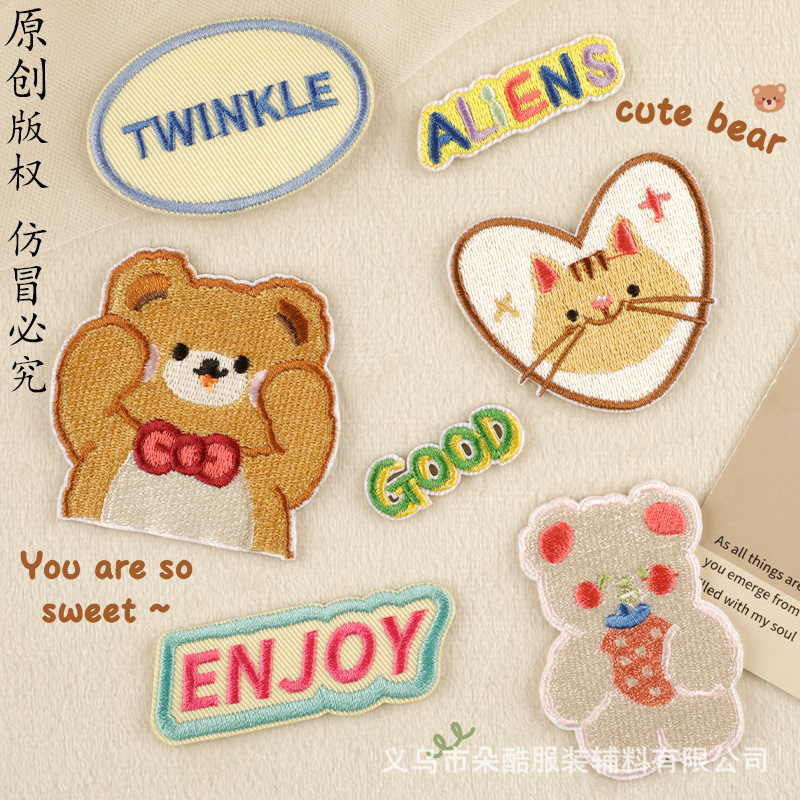 原创版权 仿冒必究
TWINKLE
ALiENS
cute bear
GOOD
You are so
sweet ~
As all things are
you emerge from
lled with my soul
ENJOY
义乌市朵酷服装辅料有限公司